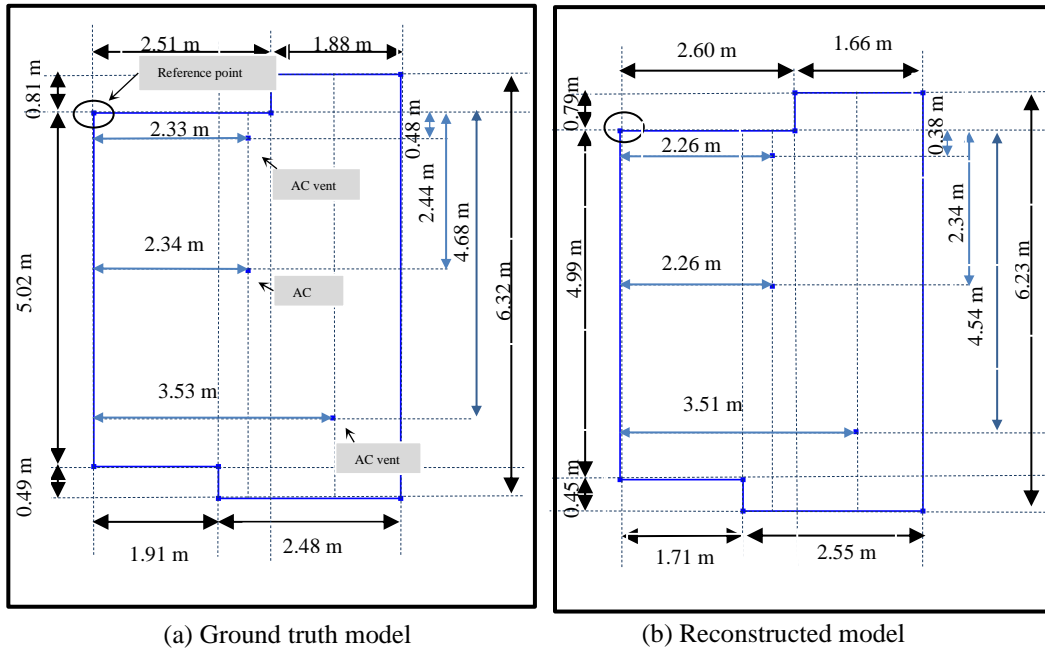 2.51 m
1.88 m
0.81 m
Reference point
2.33 m
0.48 m
AC vent
2.44 m
4.68 m
2.34 m
AC
5.02 m
6.32 m
3.53 m
AC vent
0.49 m
1.91 m
2.48 m
(a) Ground truth model
2.60 m
1.66 m
0.79m
2.26 m
0.38 m
2.34 m
2.26 m
4.99 m
6.23 m
4.54 m
3.51 m
0.45m
1.71 m
2.55 m
(b) Reconstructed model